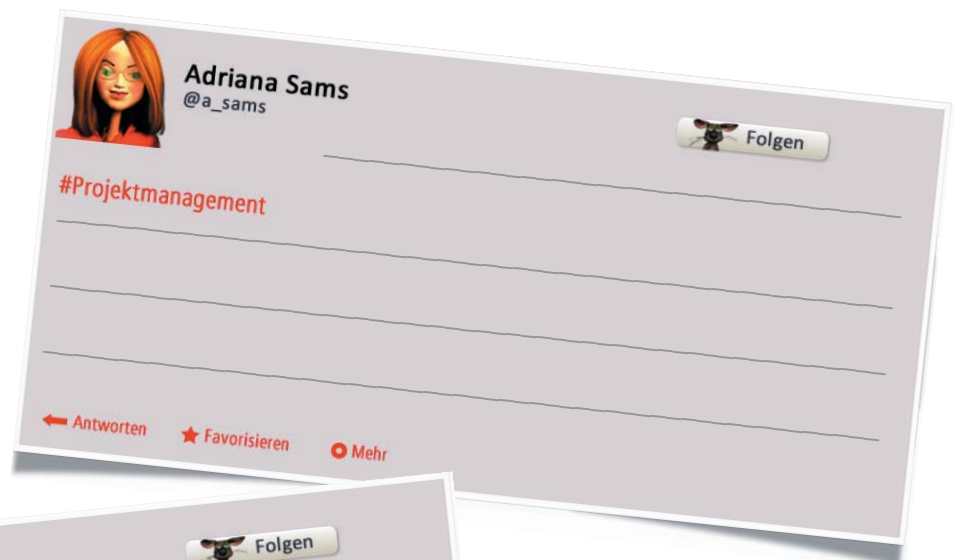 Adriana Sams
@a_sams
Folgen
#Projektmanagement
Antworten
Favorisieren
Mehr
Folgen